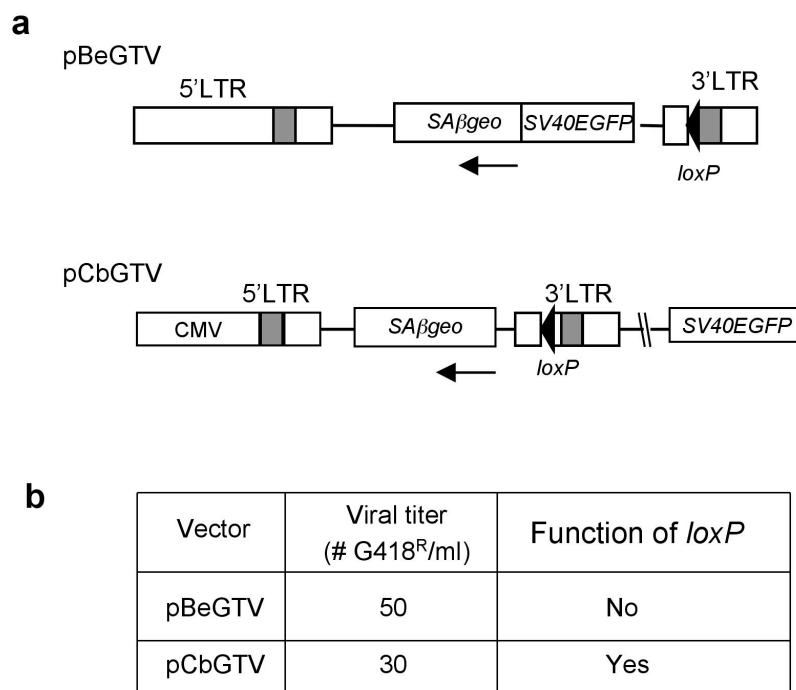 a
pBeGTV
5'LTR
3'LTR
SAβgeo
SV40EGFP
loxP
pCbGTV
5'LTR
3'LTR
CMV
SAβgeo
SV40EGFP
loxP
b
Vector
Viral titer
(# G418ᴿ/ml)
Function of loxP
pBeGTV
50
No
pCbGTV
30
Yes